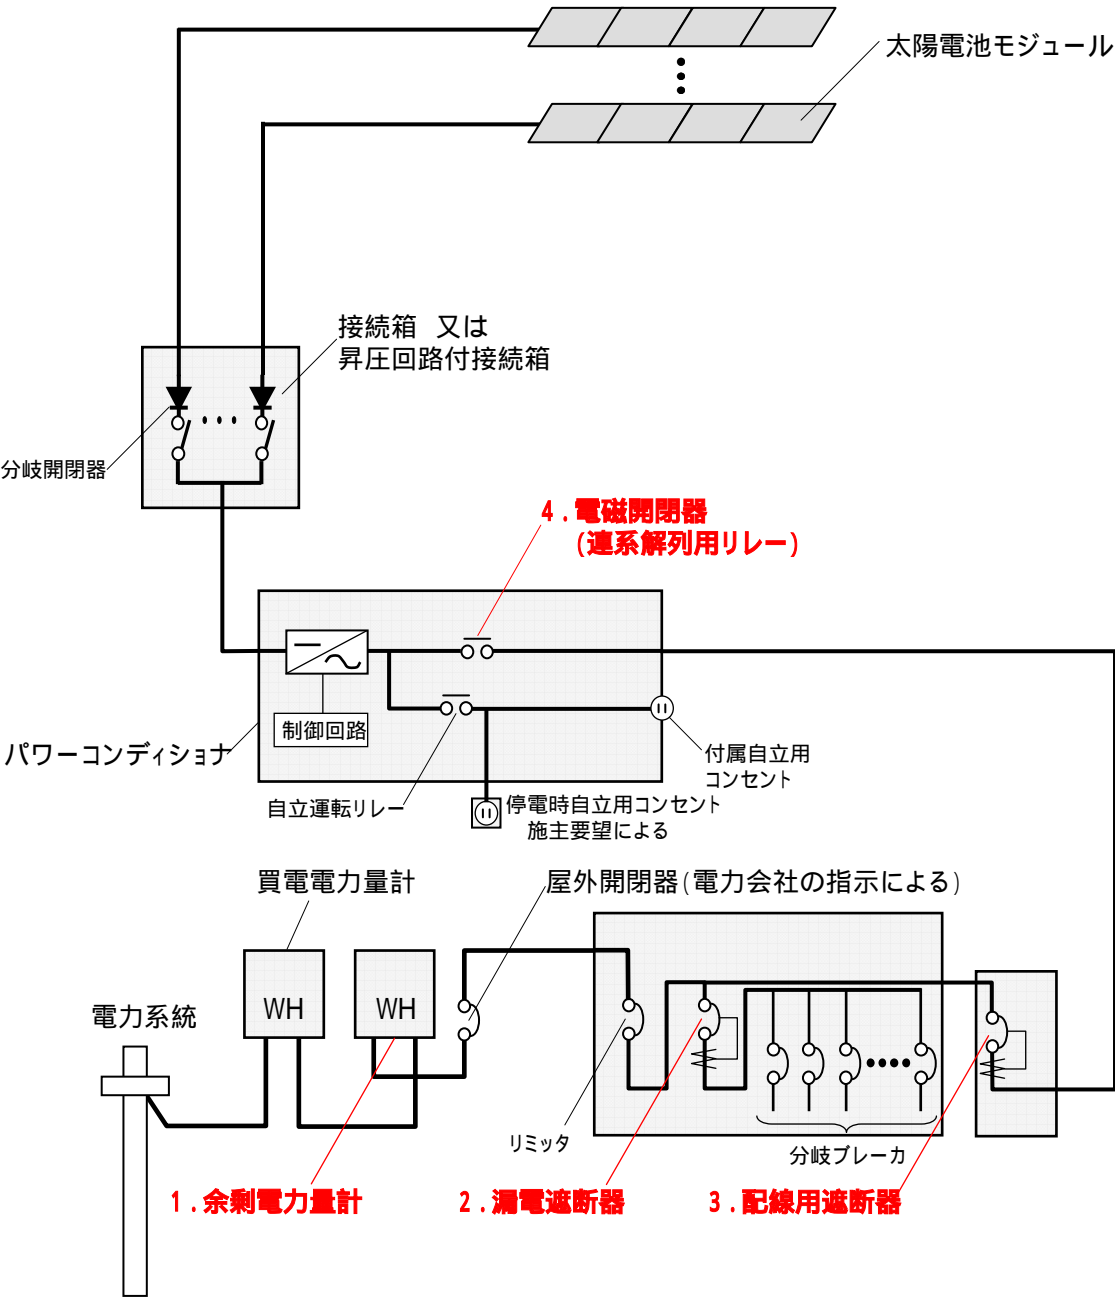 太陽電池モジュール
接続箱 又は
昇圧回路付接続箱
分岐開閉器
4．電磁開閉器
(連系解列用リレー)
制御回路
パワーコンディショナ
付属自立用
コンセント
自立運転リレー
停電時自立用コンセント
施主要望による
買電電力量計
屋外開閉器(電力会社の指示による)
WH
WH
電力系統
リミッタ
分岐ブレーカ
1．余剰電力量計
2．漏電遮断器
3．配線用遮断器